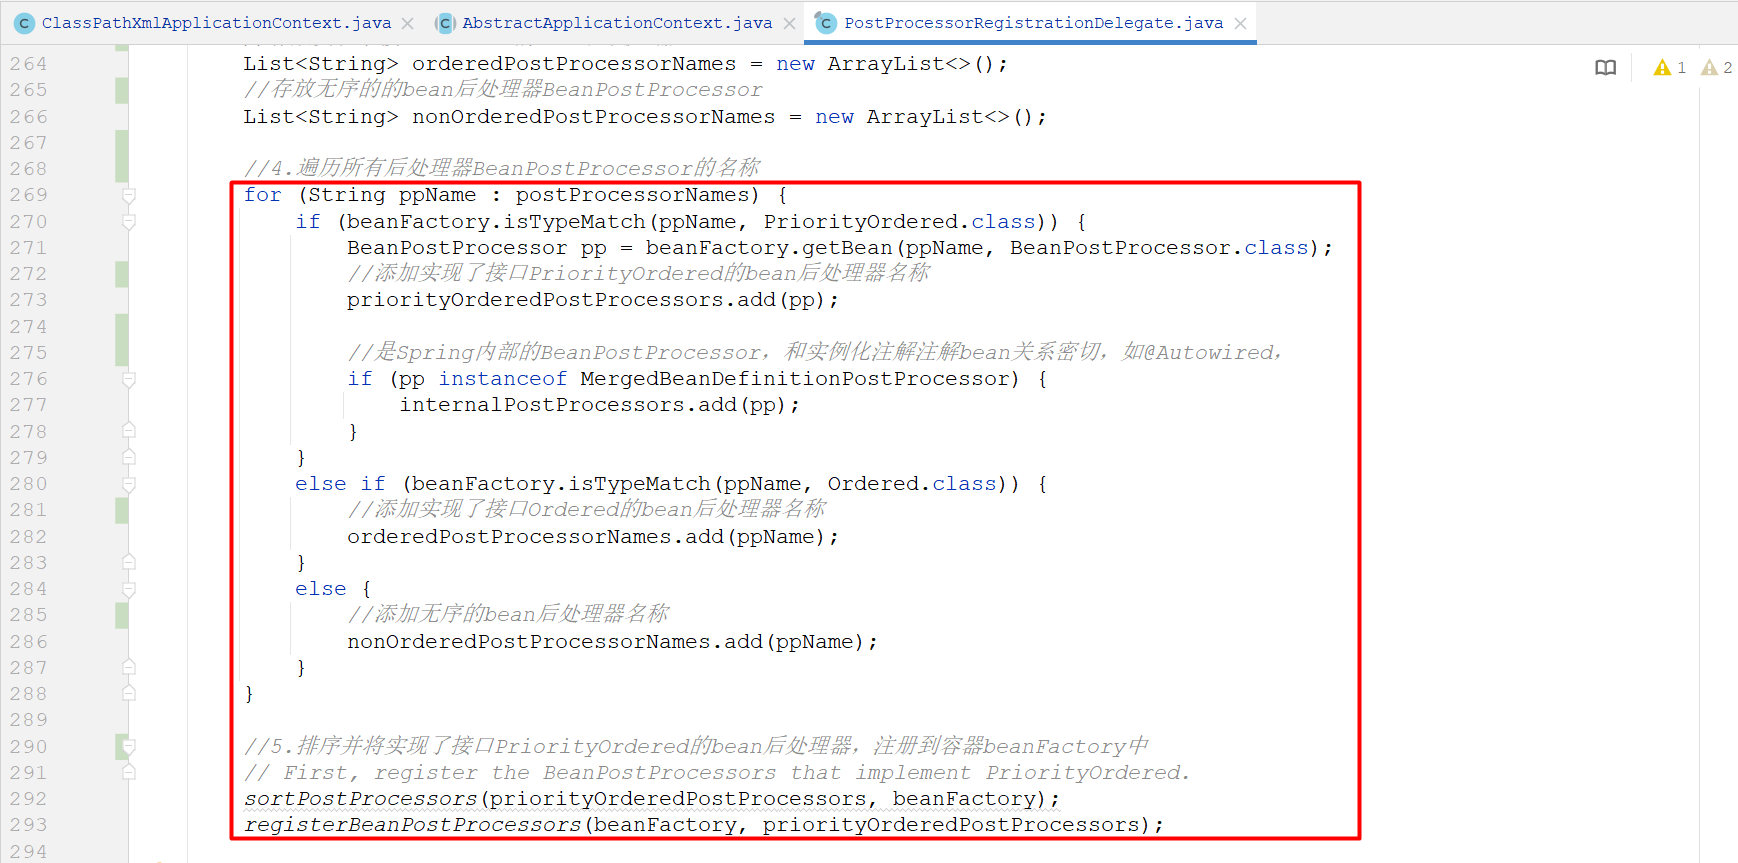 ClassPathXmlApplicationContext.java AbstractApplicationContext.java PostProcessorRegistrationDelegate.java
1 2
264 List<String> orderedPostProcessorNames = new ArrayList<>();
265 //存放无序的的bean后处理器BeanPostProcessor
266 List<String> nonOrderedPostProcessorNames = new ArrayList<>();
267
268 //4.遍历所有后处理器BeanPostProcessor的名称
269 for (String ppName : postProcessorNames) {
270 if (beanFactory.isTypeMatch(ppName, PriorityOrdered.class)) {
271 BeanPostProcessor pp = beanFactory.getBean(ppName, BeanPostProcessor.class);
272 //添加实现了接口PriorityOrdered的bean后处理器名称
273 priorityOrderedPostProcessors.add(pp);
274
275 //是Spring内部的BeanPostProcessor，和实例化注解注解bean关系密切，如@Autowired，
276 if (pp instanceof MergedBeanDefinitionPostProcessor) {
277 internalPostProcessors.add(pp);
278 }
279 }
280 else if (beanFactory.isTypeMatch(ppName, Ordered.class)) {
281 //添加实现了接口Ordered的bean后处理器名称
282 orderedPostProcessorNames.add(ppName);
283 }
284 else {
285 //添加无序的bean后处理器名称
286 nonOrderedPostProcessorNames.add(ppName);
287 }
288 }
289
290 //5.排序并将实现了接口PriorityOrdered的bean后处理器，注册到容器beanFactory中
291 // First, register the BeanPostProcessors that implement PriorityOrdered.
292 sortPostProcessors(priorityOrderedPostProcessors, beanFactory);
293 registerBeanPostProcessors(beanFactory, priorityOrderedPostProcessors);
294